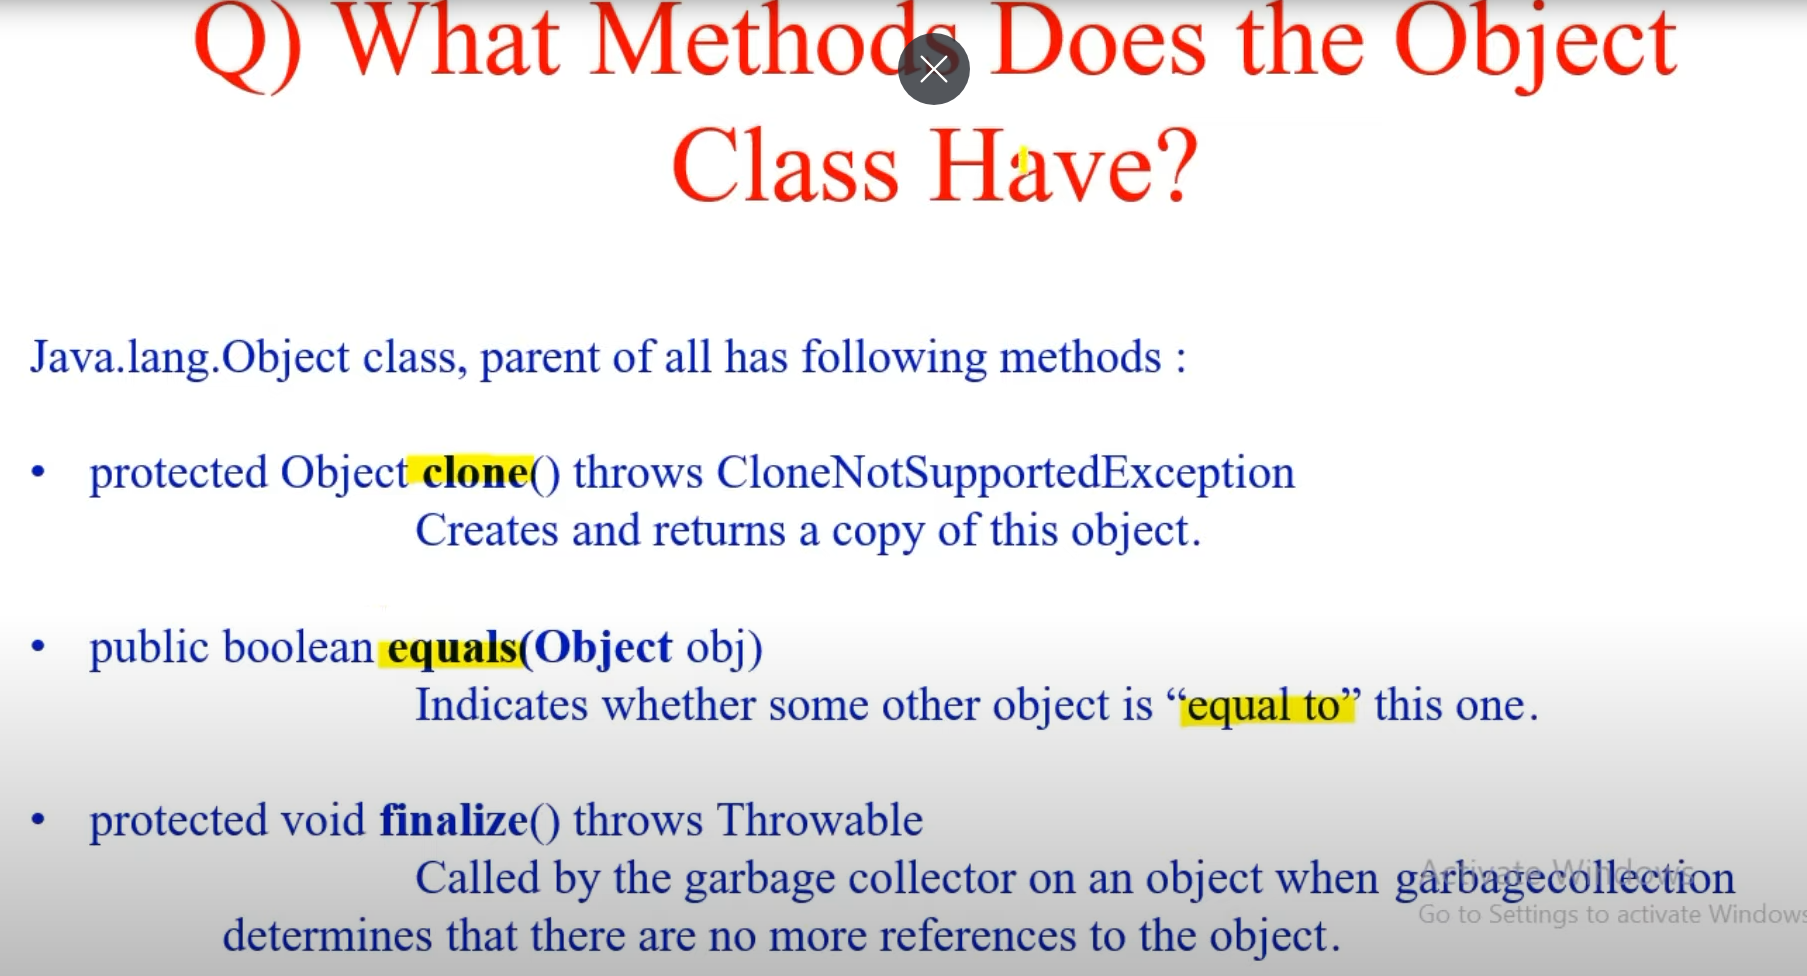 Q) What Methods Does the Object
Class Have?
Java.lang.Object class, parent of all has following methods :
• protected Object clone() throws CloneNotSupportedException
Creates and returns a copy of this object.
• public boolean equals(Object obj)
Indicates whether some other object is “equal to” this one.
• protected void finalize() throws Throwable
Called by the garbage collector on an object when garbagecollection
determines that there are no more references to the object.
Activate Windows
Go to Settings to activate Windows